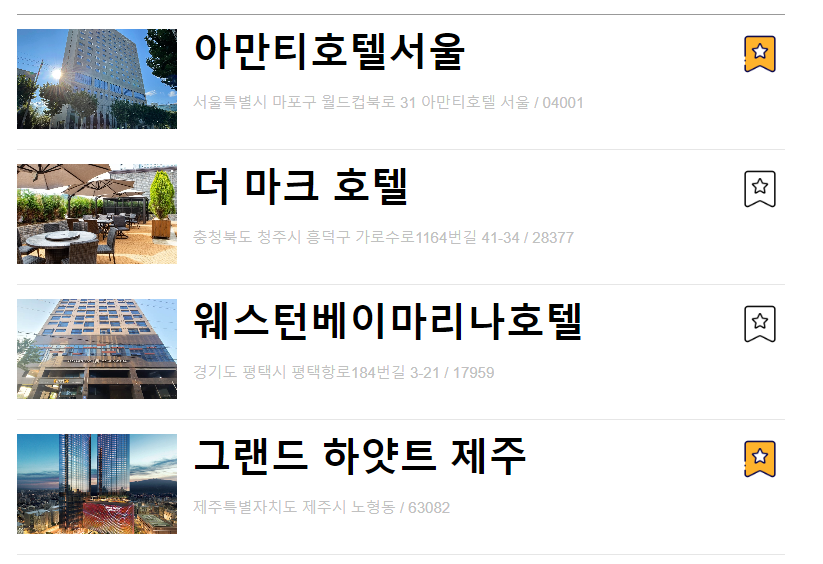 아만티호텔서울
서울특별시 마포구 월드컵북로 31 아만티호텔 서울 / 04001
더 마크 호텔
충청북도 청주시 흥덕구 가로수로1164번길 41-34 / 28377
웨스턴베이마리나호텔
경기도 평택시 평택항로184번길 3-21 / 17959
그랜드 하얏트 제주
제주특별자치도 제주시 노형동 / 63082